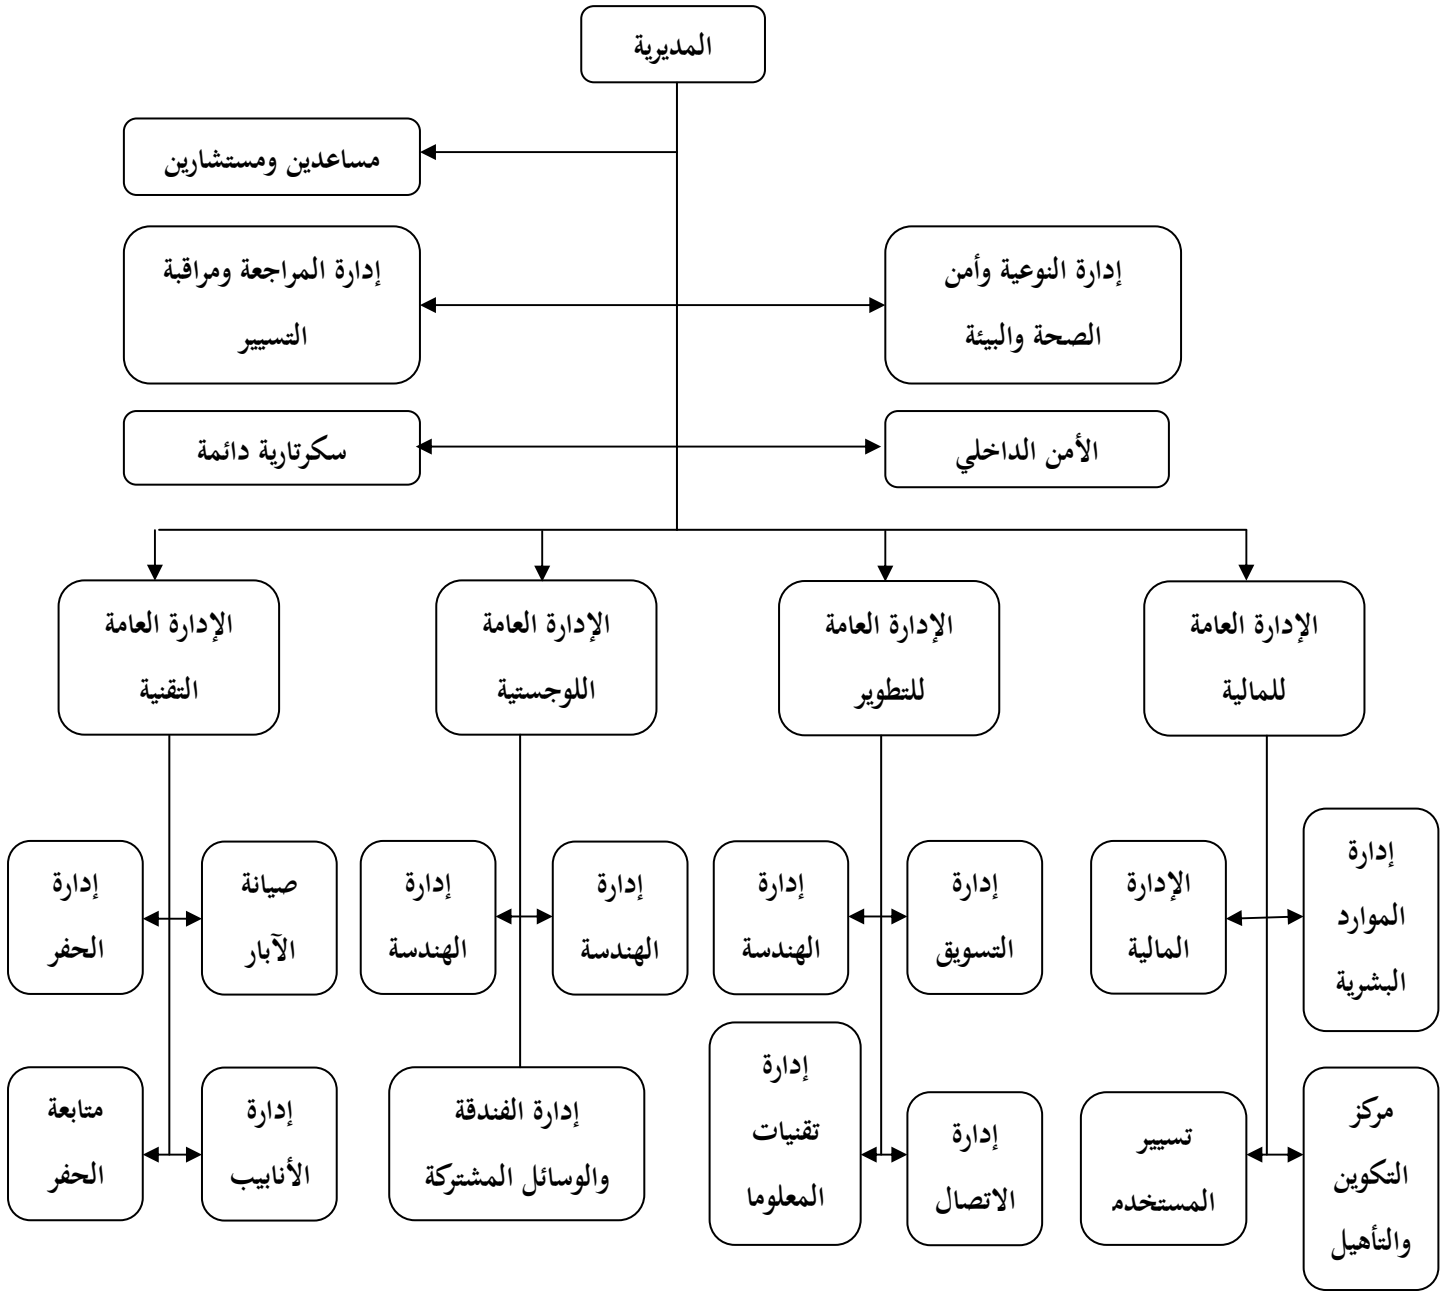 المديرية
مساعدين ومستشارين
إدارة النوعية وأمن
الصحة والبيئة
إدارة المراجعة ومراقبة
التسيير
الأمن الداخلي
سكرتارية دائمة
الإدارة العامة
للمالية
الإدارة العامة
للتطوير
الإدارة العامة
اللوجستية
الإدارة العامة
التقنية
إدارة
الموارد
البشرية
الإدارة
المالية
إدارة
التسويق
إدارة
الهندسة
إدارة
الهندسة
إدارة
الهندسة
صيانة
الآبار
إدارة
الحفر
مركز
التكوين
والتأهيل
تسيير
المستخدم
إدارة
الاتصال
إدارة
تقنيات
المعلوما
إدارة الفندقة
والوسائل المشتركة
إدارة
الأنابيب
متابعة
الحفر